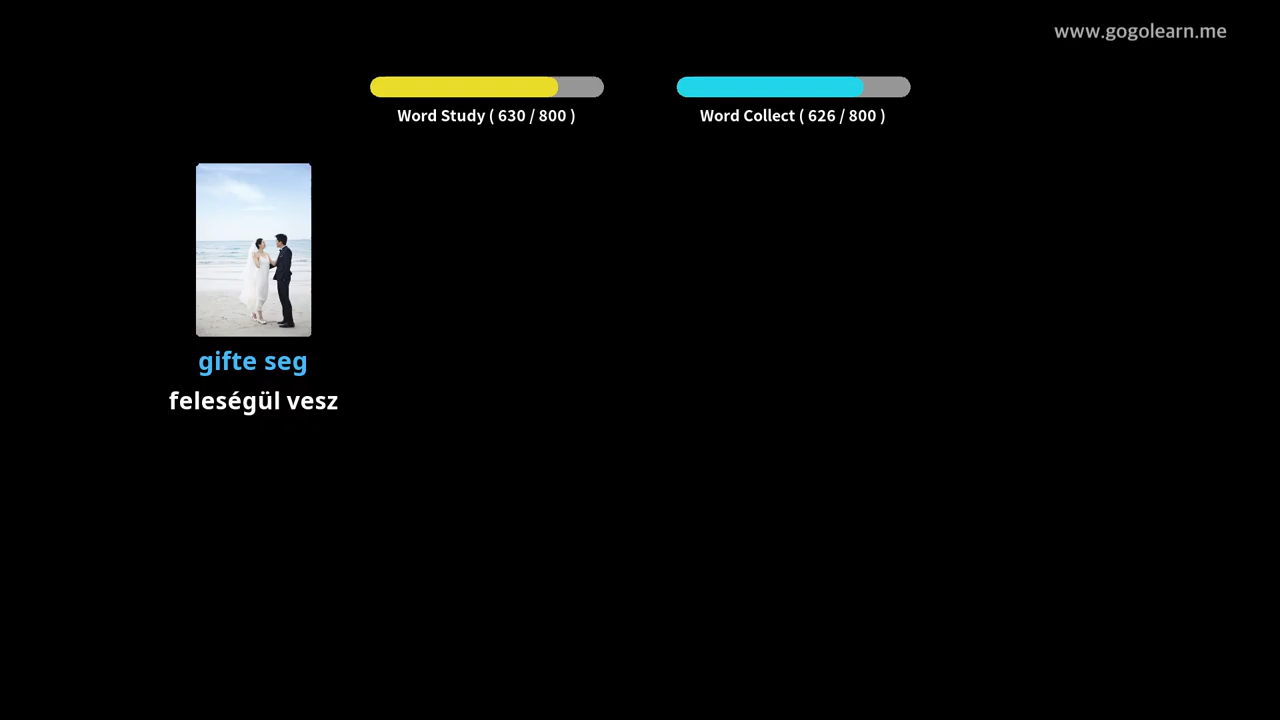 www.gogolearn.me
Word Study ( 630 / 800 )
Word Collect ( 626 / 800 )
gifte seg
feleségül vesz